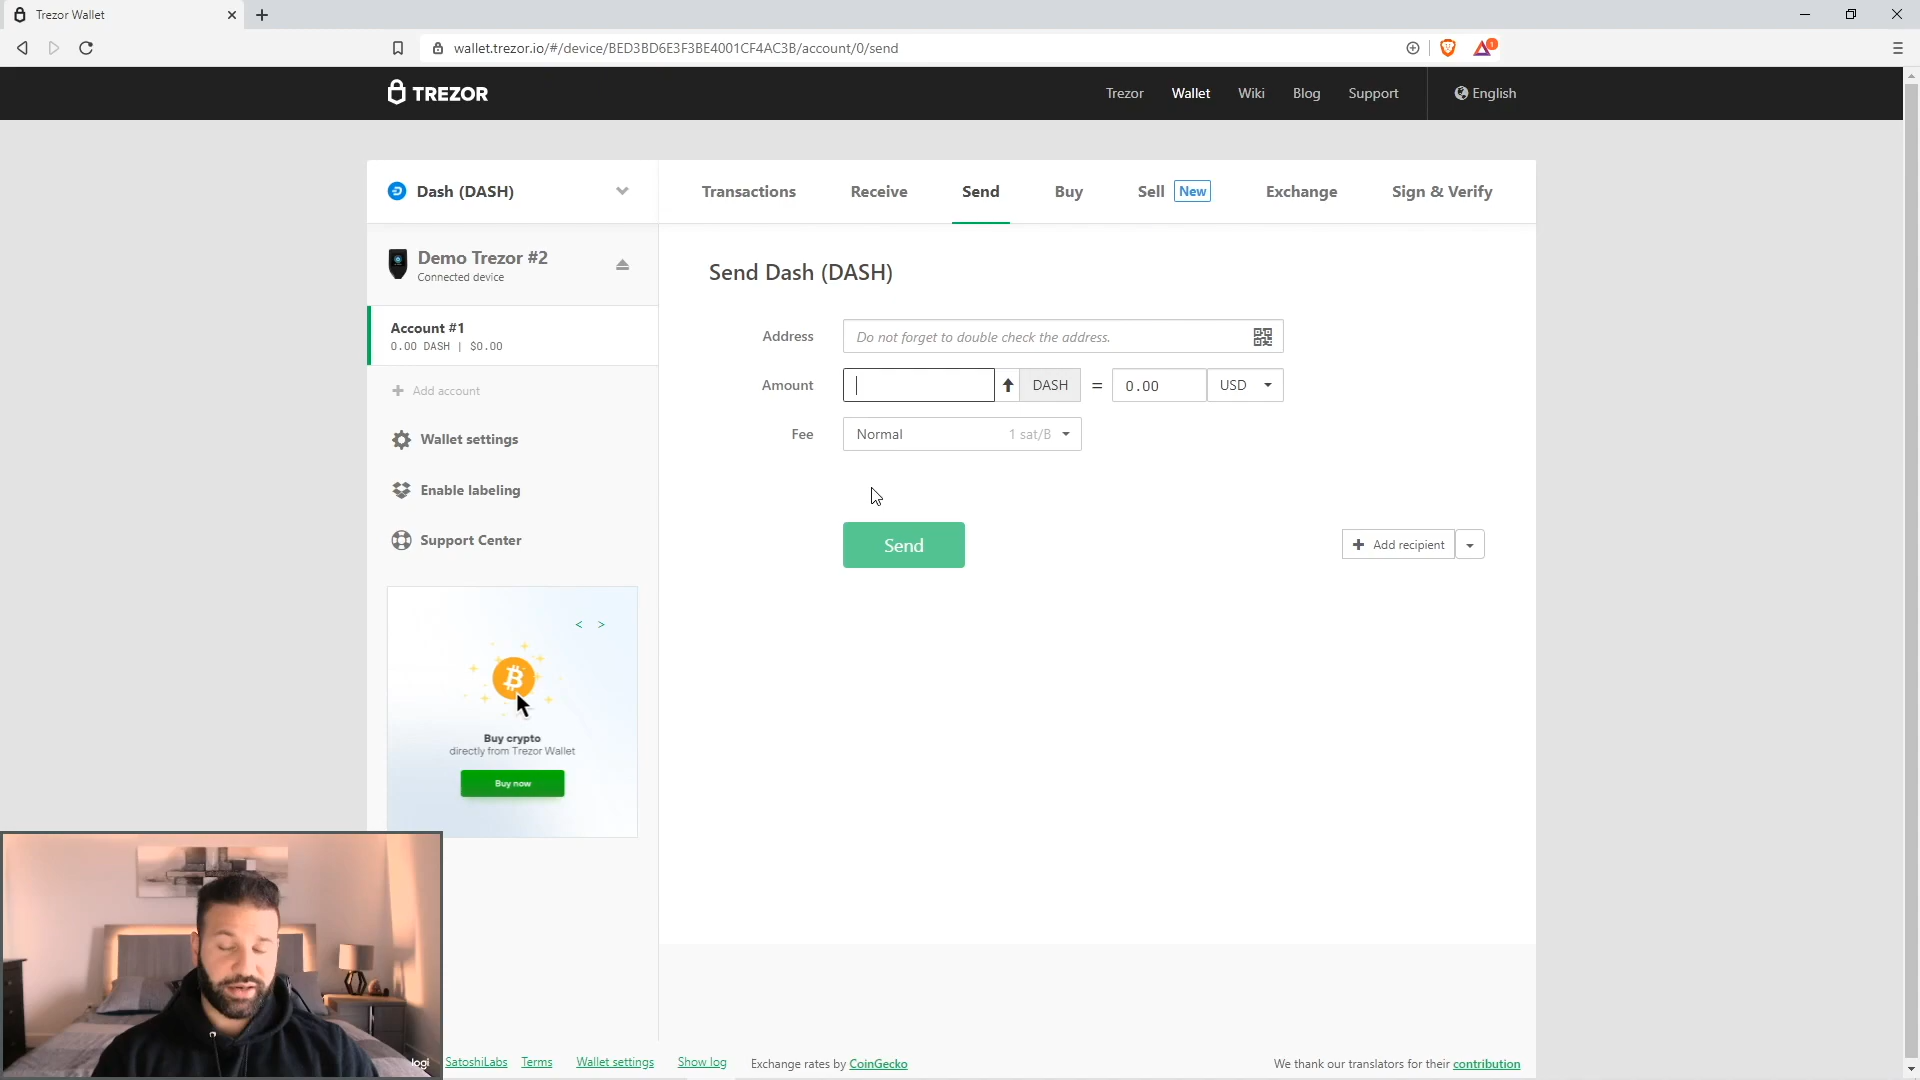 Trezor Wallet
wallet.trezor.io/#/device/BED3BD6E3F3BE4001CF4AC3B/account/0/send
1
TREZOR
Trezor Wallet Wiki Blog Support English
Dash (DASH)
Transactions Receive Send Buy Sell New Exchange Sign & Verify
Demo Trezor #2
Connected device
Account #1
0.00 DASH | $0.00
Add account
Wallet settings
Enable labeling
Support Center
Send Dash (DASH)
Address Do not forget to double check the address.
Amount DASH = 0.00 USD
Fee Normal 1 sat/B
Send
Add recipient
< >
Buy crypto
directly from Trezor Wallet
Buy now
logi
SatoshiLabs Terms Wallet settings Show log Exchange rates by CoinGecko
We thank our translators for their contribution